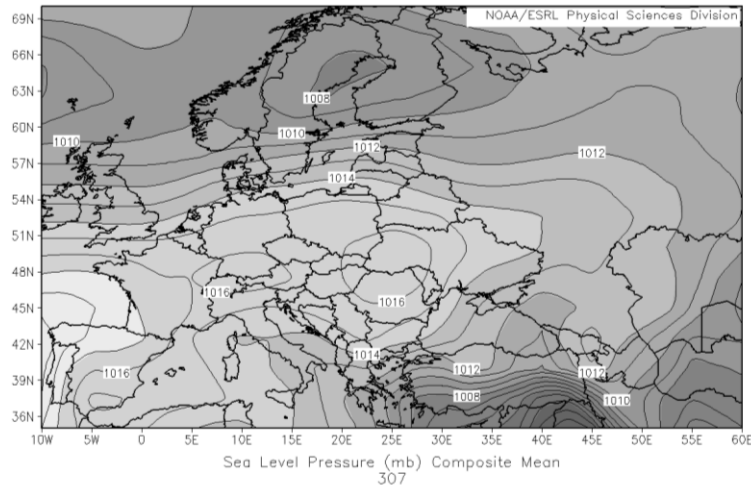 NOAA/ESRL Physical Sciences Division
69N
66N
63N
60N
57N
54N
51N
48N
45N
42N
39N
36N
1008
1010
1010
1012
1012
1014
1016
1016
1014
1016
1012
1012
1008
1010
10W 5W 0 5E 10E 15E 20E 25E 30E 35E 40E 45E 50E 55E 60E
Sea Level Pressure (mb) Composite Mean
307